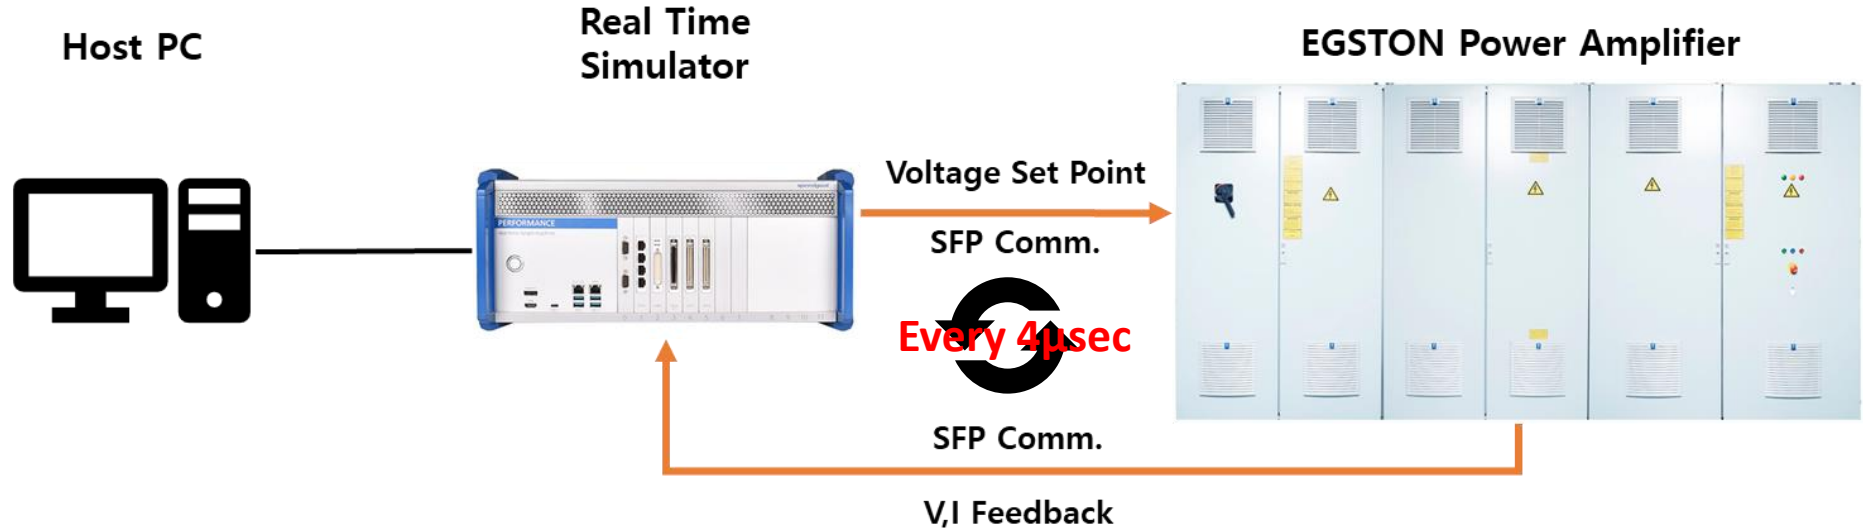 Host PC
Real Time
Simulator
EGSTON Power Amplifier
Voltage Set Point
SFP Comm.
Every 4μsec
SFP Comm.
V,I Feedback
speedgoat
PERFORMANCE